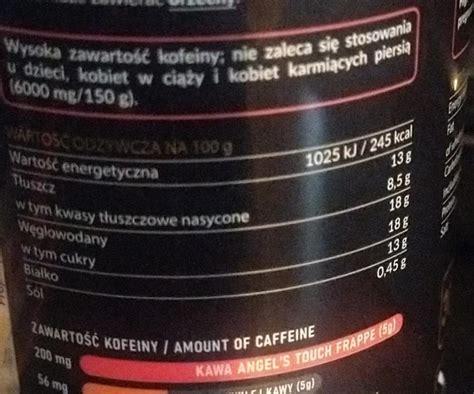 orzechy.
Wysoka zawartość kofeiny; nie zaleca się stosowania
u dzieci, kobiet w ciąży i kobiet karmiących piersią
(6000 mg/150 g).
WARTOŚĆ ODŻYWCZA NA 100 g
Wartość energetyczna 1025 kJ / 245 kcal
Tłuszcz 13 g
w tym kwasy tłuszczowe nasycone 8,5 g
Węglowodany 18 g
w tym cukry 18 g
Białko 13 g
Sól 0,45 g
ZAWARTOŚĆ KOFEINY / AMOUNT OF CAFFEINE
200 mg KAWA ANGEL'S TOUCH FRAPPE (5g)
56 mg KAWY (5g)